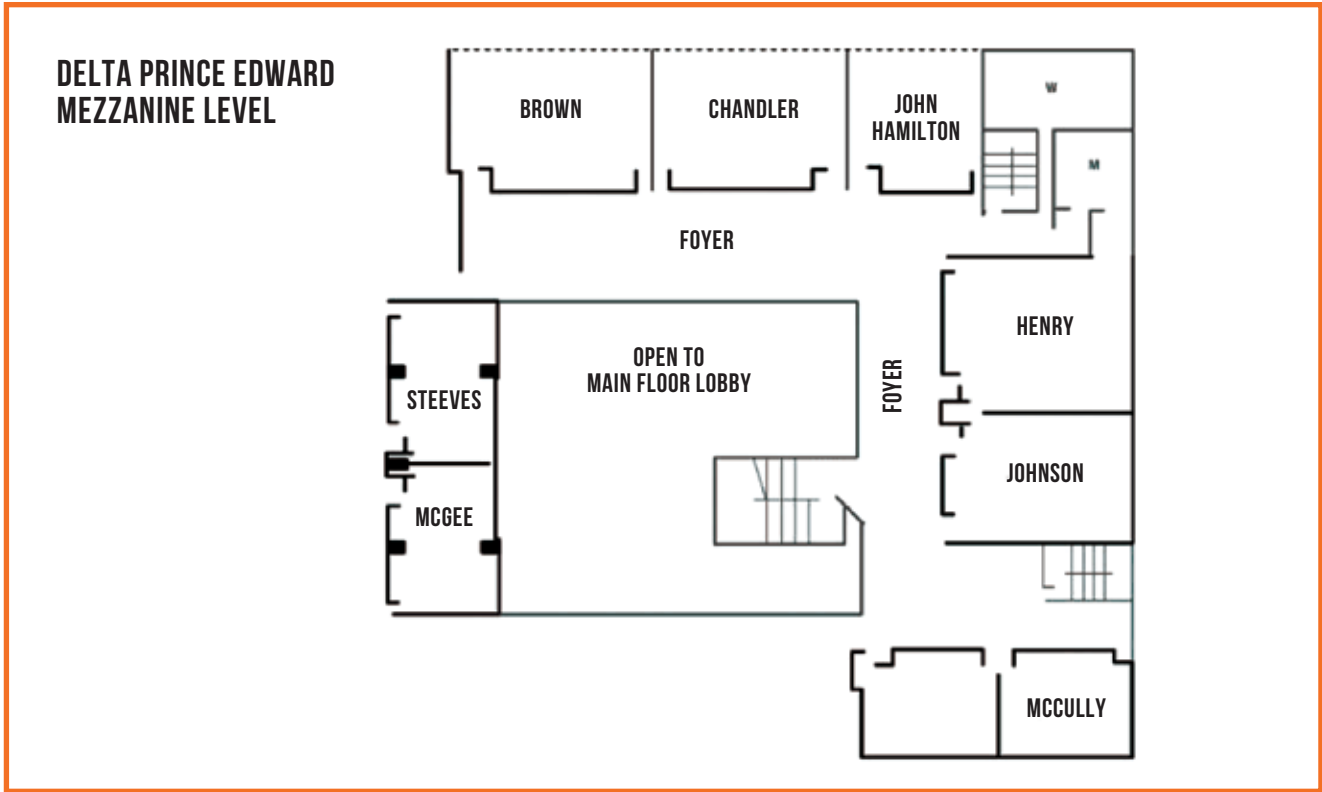 DELTA PRINCE EDWARD
MEZZANINE LEVEL
BROWN
CHANDLER
JOHN
HAMILTON
W
M
FOYER
HENRY
OPEN TO
MAIN FLOOR LOBBY
FOYER
STEEVES
JOHNSON
MCGEE
MCCULLY